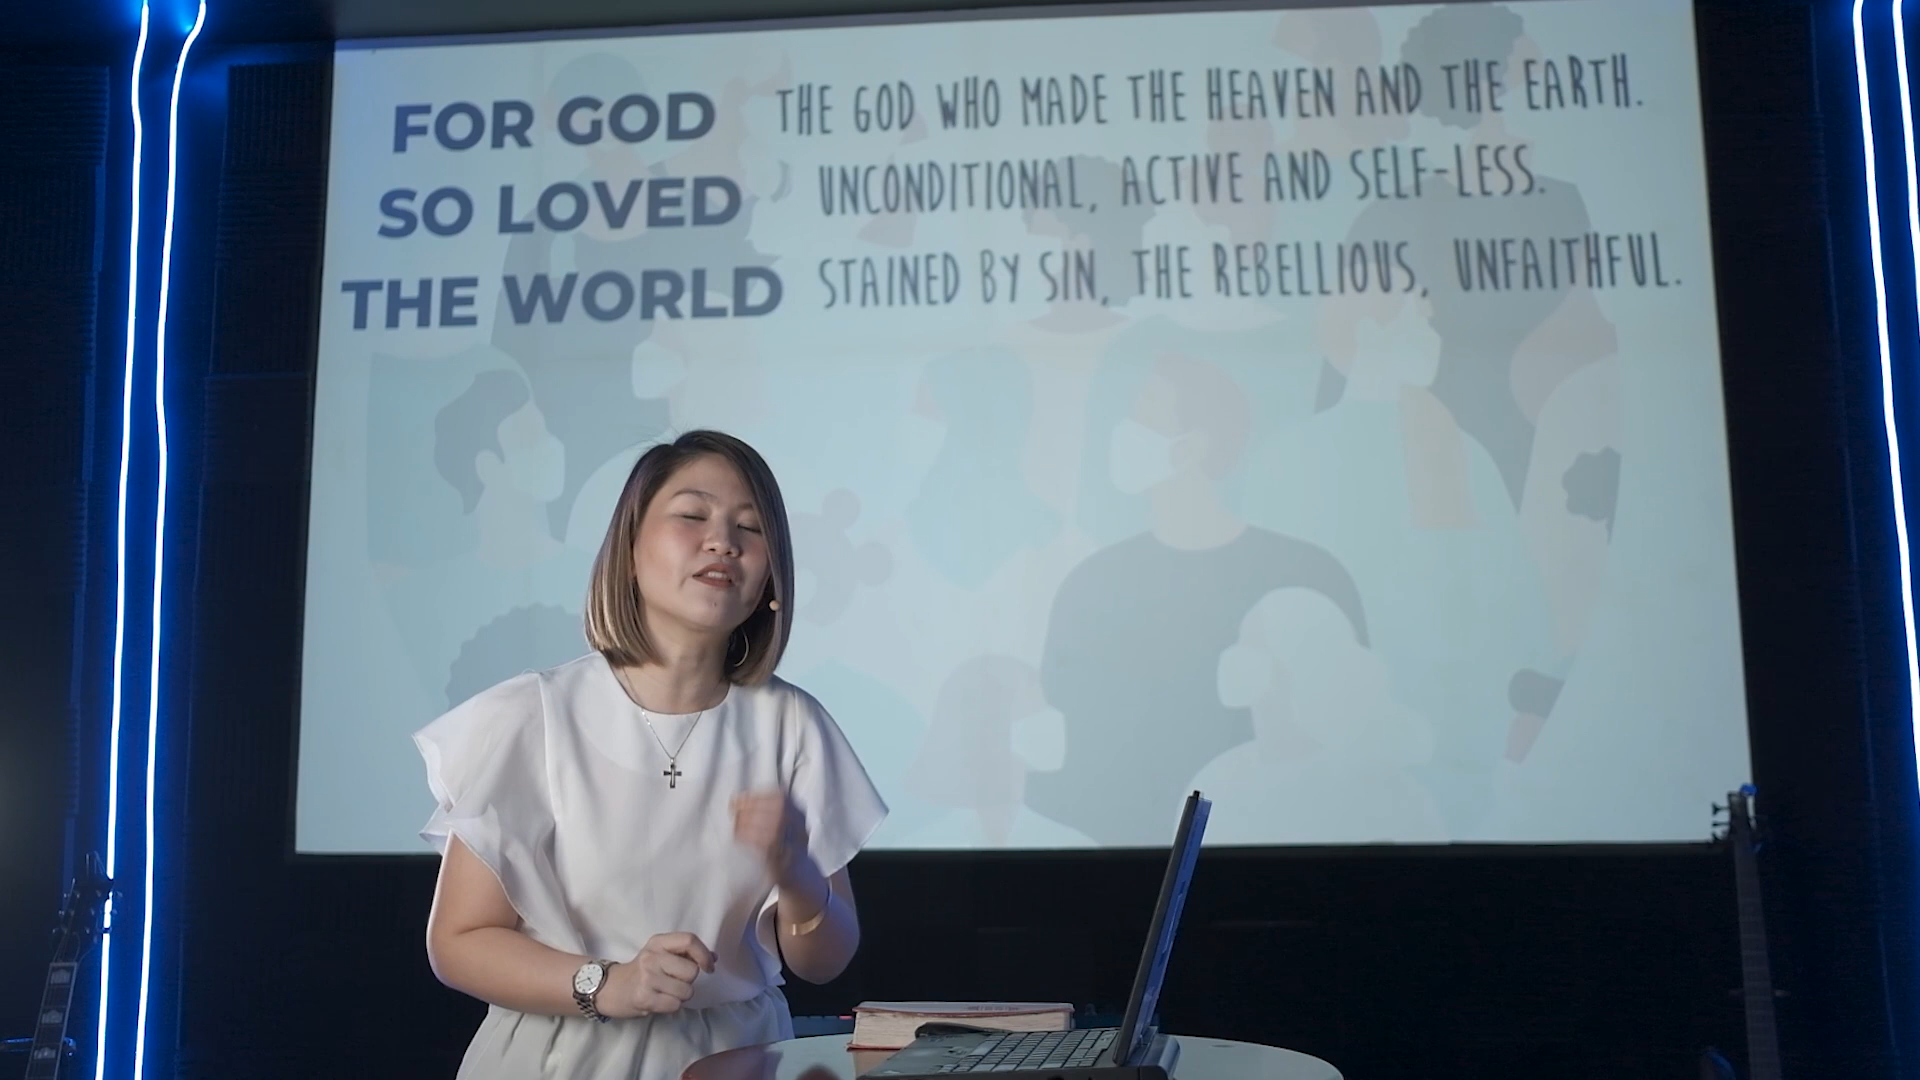 FOR GOD THE GOD WHO MADE THE HEAVEN AND THE EARTH.
SO LOVED UNCONDITIONAL, ACTIVE AND SELF-LESS.
THE WORLD STAINED BY SIN, THE REBELLIOUS, UNFAITHFUL.